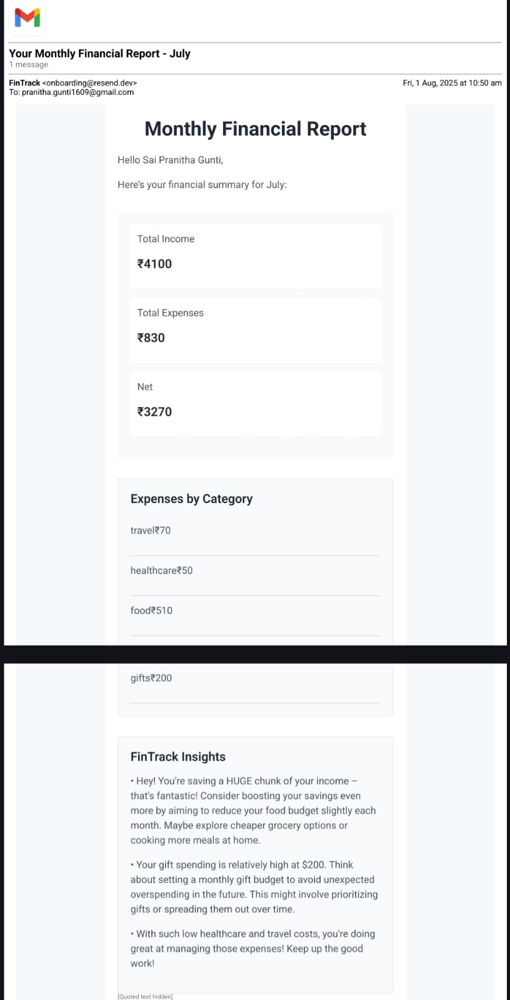 Your Monthly Financial Report - July
1 message
FinTrack <onboarding@resend.dev>
Fri, 1 Aug, 2025 at 10:50 am
To: pranitha.gunti1609@gmail.com
Monthly Financial Report
Hello Sai Pranitha Gunti,
Here’s your financial summary for July:
Total Income
₹4100
Total Expenses
₹830
Net
₹3270
Expenses by Category
travel₹70
healthcare₹50
food₹510
gifts₹200
FinTrack Insights
• Hey! You're saving a HUGE chunk of your income –
that's fantastic! Consider boosting your savings even
more by aiming to reduce your food budget slightly each
month. Maybe explore cheaper grocery options or
cooking more meals at home.
• Your gift spending is relatively high at $200. Think
about setting a monthly gift budget to avoid unexpected
overspending in the future. This might involve prioritizing
gifts or spreading them out over time.
• With such low healthcare and travel costs, you're doing
great at managing those expenses! Keep up the good
work!
[Quoted text hidden]